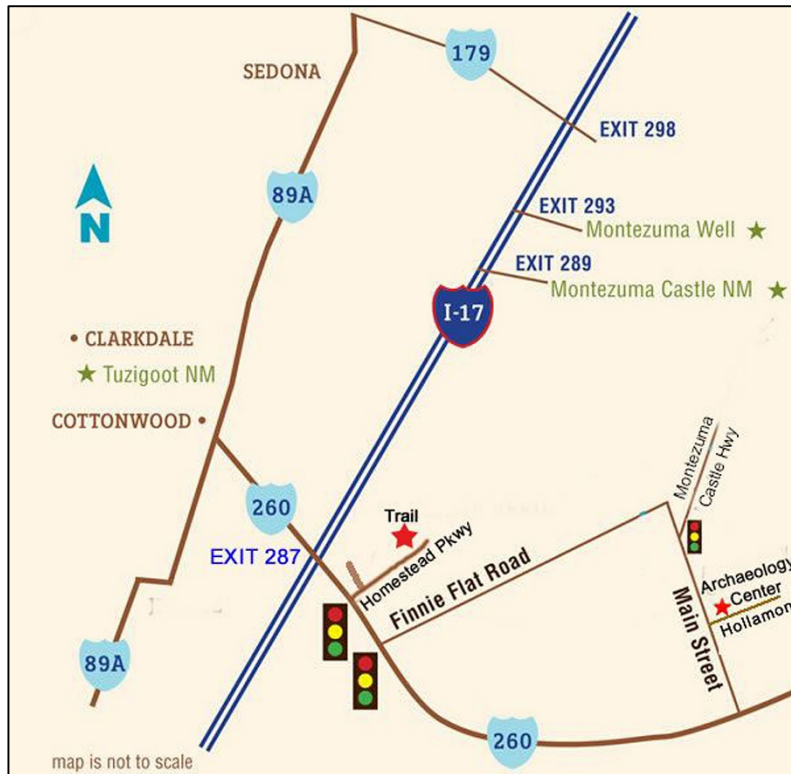 179
SEDONA
EXIT 298
89A
N
EXIT 293
Montezuma Well
EXIT 289
Montezuma Castle NM
I-17
CLARKDALE
Tuzigoot NM
COTTONWOOD
Montezuma
Castle Hwy
260
Trail
EXIT 287
Homestead Pkwy
Finnie Flat Road
Archaeology
Center
Hollamon
Main Street
89A
260
map is not to scale